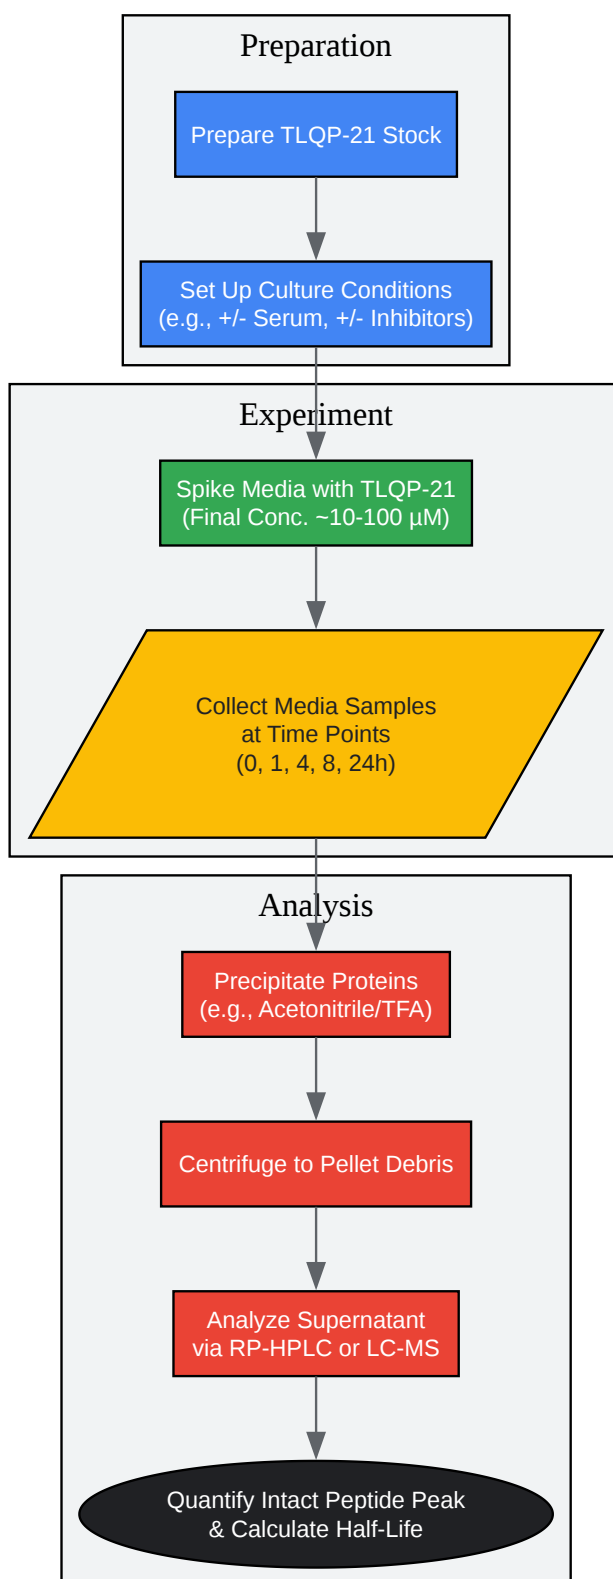 Preparation
Prepare TLQP-21 Stock
Set Up Culture Conditions
(e.g., +/- Serum, +/- Inhibitors)
Experiment
Spike Media with TLQP-21
(Final Conc. ~10-100 µM)
Collect Media Samples
at Time Points
(0, 1, 4, 8, 24h)
Analysis
Precipitate Proteins
(e.g., Acetonitrile/TFA)
Centrifuge to Pellet Debris
Analyze Supernatant
via RP-HPLC or LC-MS
Quantify Intact Peptide Peak
& Calculate Half-Life